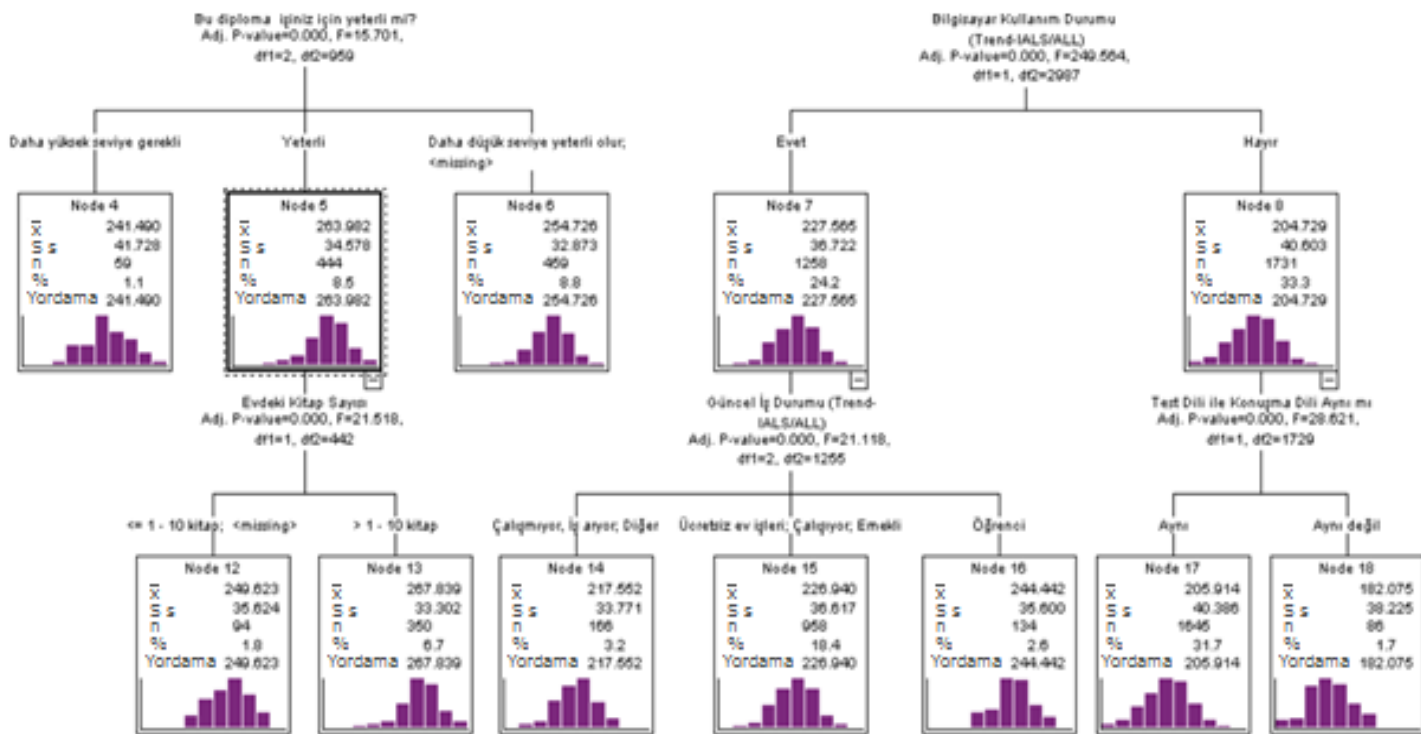 Bu diploma işiniz için yeterli mi?
Adj. P-value=0.000, F=15.701,
df1=2, df2=959
Bilgisayar Kullanım Durumu
(Trend-IALS/ALL)
Adj. P-value=0.000, F=249.564,
df1=1, df2=2987
Daha yüksek seviye gerekli
Yeterli
Daha düşük seviye yeterli olur;
<missing>
Evet
Hayır
Node 4
x̄ 241.490
S s 41.728
n 59
% 1.1
Yordama 241.490
Node 5
x̄ 263.982
S s 34.578
n 444
% 8.5
Yordama 263.982
Node 6
x̄ 254.726
S s 32.873
n 459
% 8.8
Yordama 254.726
Node 7
x̄ 227.565
S s 36.722
n 1258
% 24.2
Yordama 227.565
Node 8
x̄ 204.729
S s 40.603
n 1731
% 33.3
Yordama 204.729
Evdeki Kitap Sayısı
Adj. P-value=0.000, F=21.518,
df1=1, df2=442
Güncel İş Durumu (Trend-
IALS/ALL)
Adj. P-value=0.000, F=21.118,
df1=2, df2=1255
Test Dili ile Konuşma Dili Aynı mı
Adj. P-value=0.000, F=28.621,
df1=1, df2=1729
<= 1 - 10 kitap; <missing>
> 1 - 10 kitap
Çalışmıyor, İş arıyor; Diğer
Ücretsiz ev işleri; Çalışıyor; Emekli
Öğrenci
Aynı
Aynı değil
Node 12
x̄ 249.623
S s 35.624
n 94
% 1.8
Yordama 249.623
Node 13
x̄ 267.839
S s 33.302
n 350
% 6.7
Yordama 267.839
Node 14
x̄ 217.552
S s 33.771
n 166
% 3.2
Yordama 217.552
Node 15
x̄ 226.940
S s 36.617
n 958
% 18.4
Yordama 226.940
Node 16
x̄ 244.442
S s 35.600
n 134
% 2.6
Yordama 244.442
Node 17
x̄ 205.914
S s 40.386
n 1645
% 31.7
Yordama 205.914
Node 18
x̄ 182.075
S s 38.225
n 86
% 1.7
Yordama 182.075